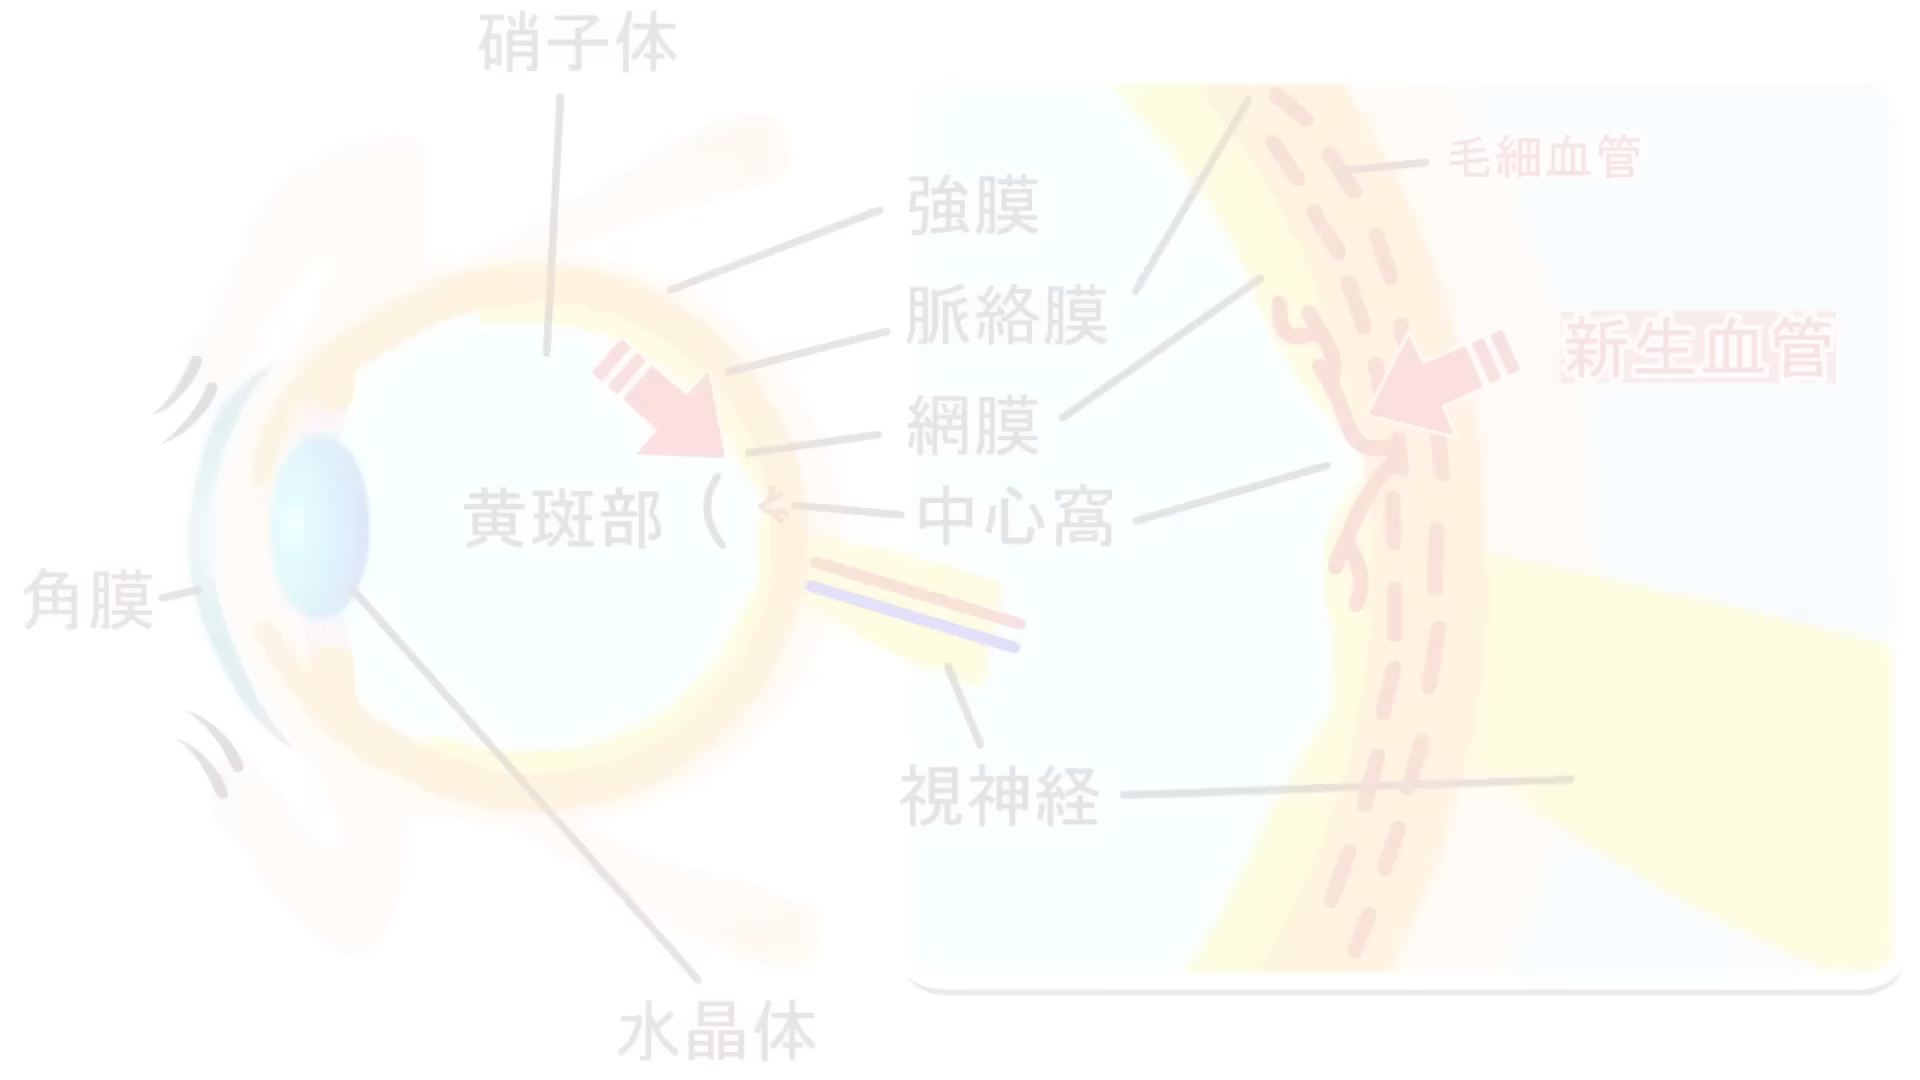 硝子体
強膜
脈絡膜
網膜
黄斑部 (
中心窩
角膜
視神経
水晶体
毛細血管
新生血管